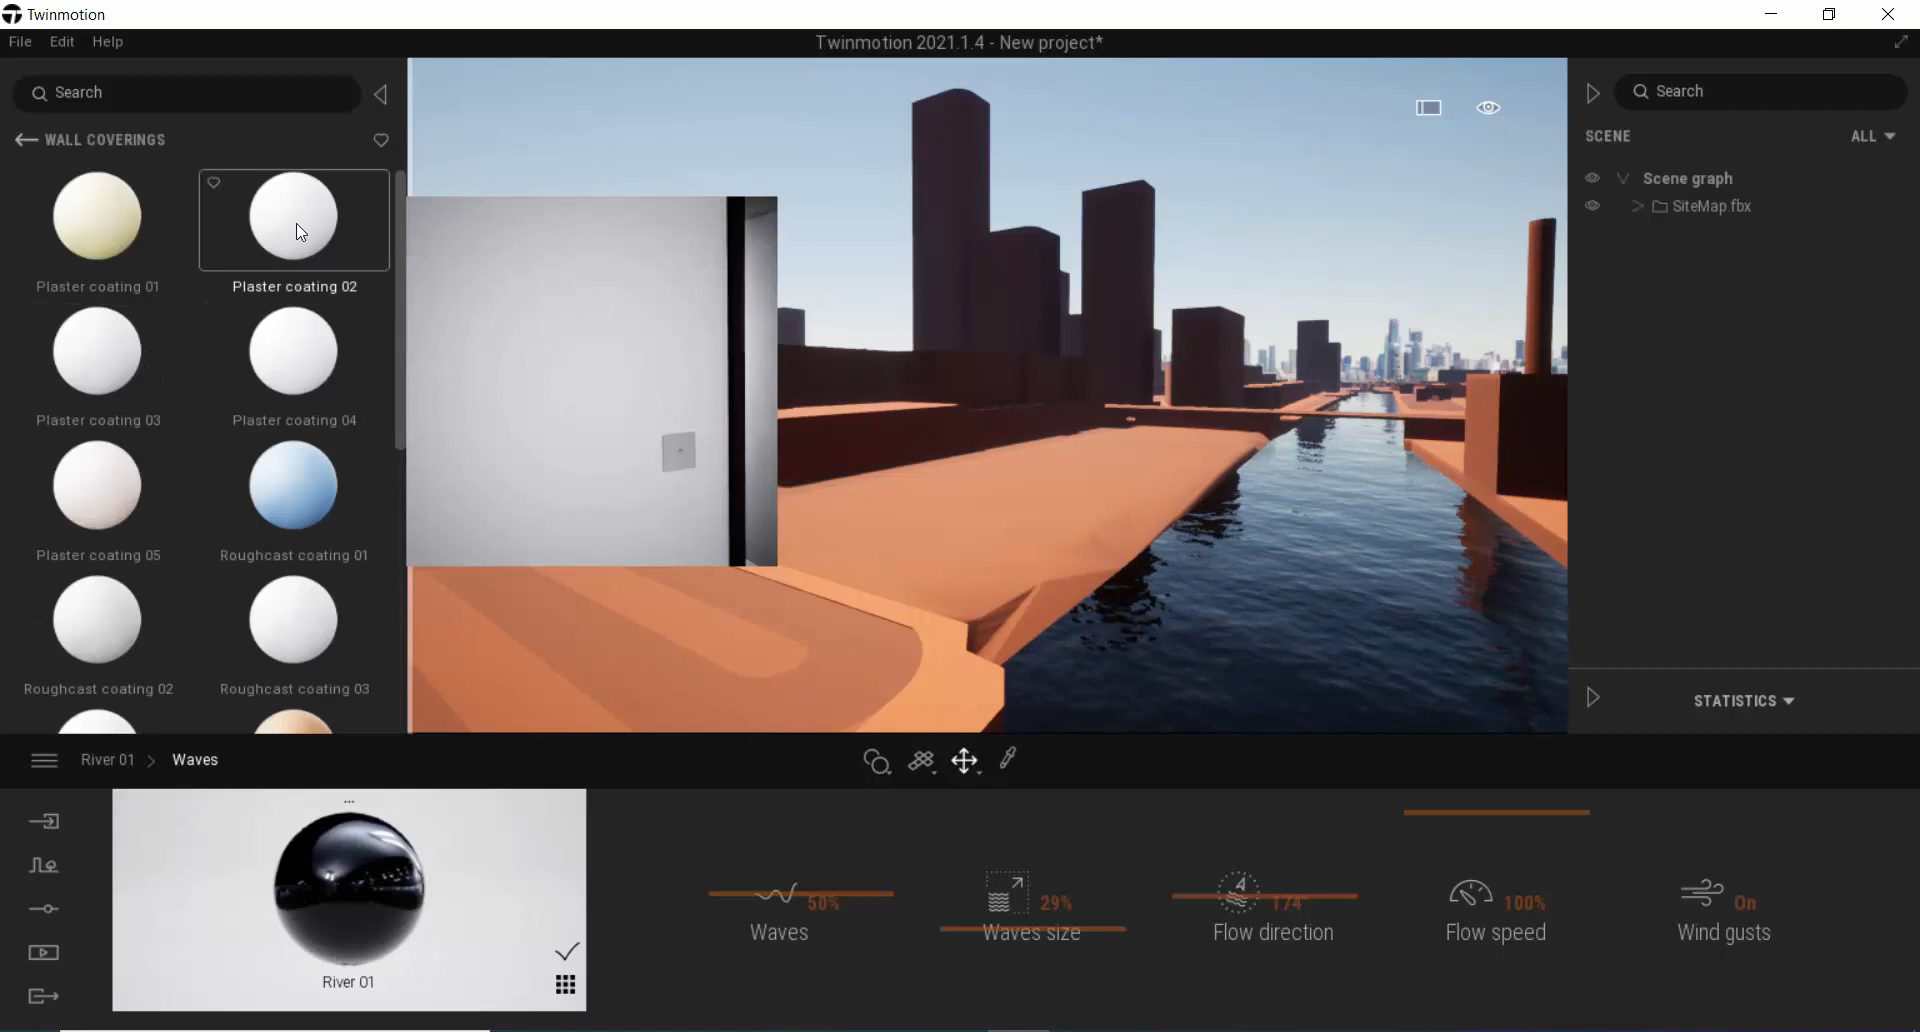 Twinmotion
File Edit Help
Twinmotion 2021.1.4 - New project*
Search
WALL COVERINGS
Plaster coating 01
Plaster coating 02
Plaster coating 03
Plaster coating 04
Plaster coating 05
Roughcast coating 01
Roughcast coating 02
Roughcast coating 03
Search
SCENE
ALL
Scene graph
SiteMap.fbx
STATISTICS
River 01 > Waves
...
River 01
50%
Waves
29%
Waves size
174°
Flow direction
100%
Flow speed
On
Wind gusts